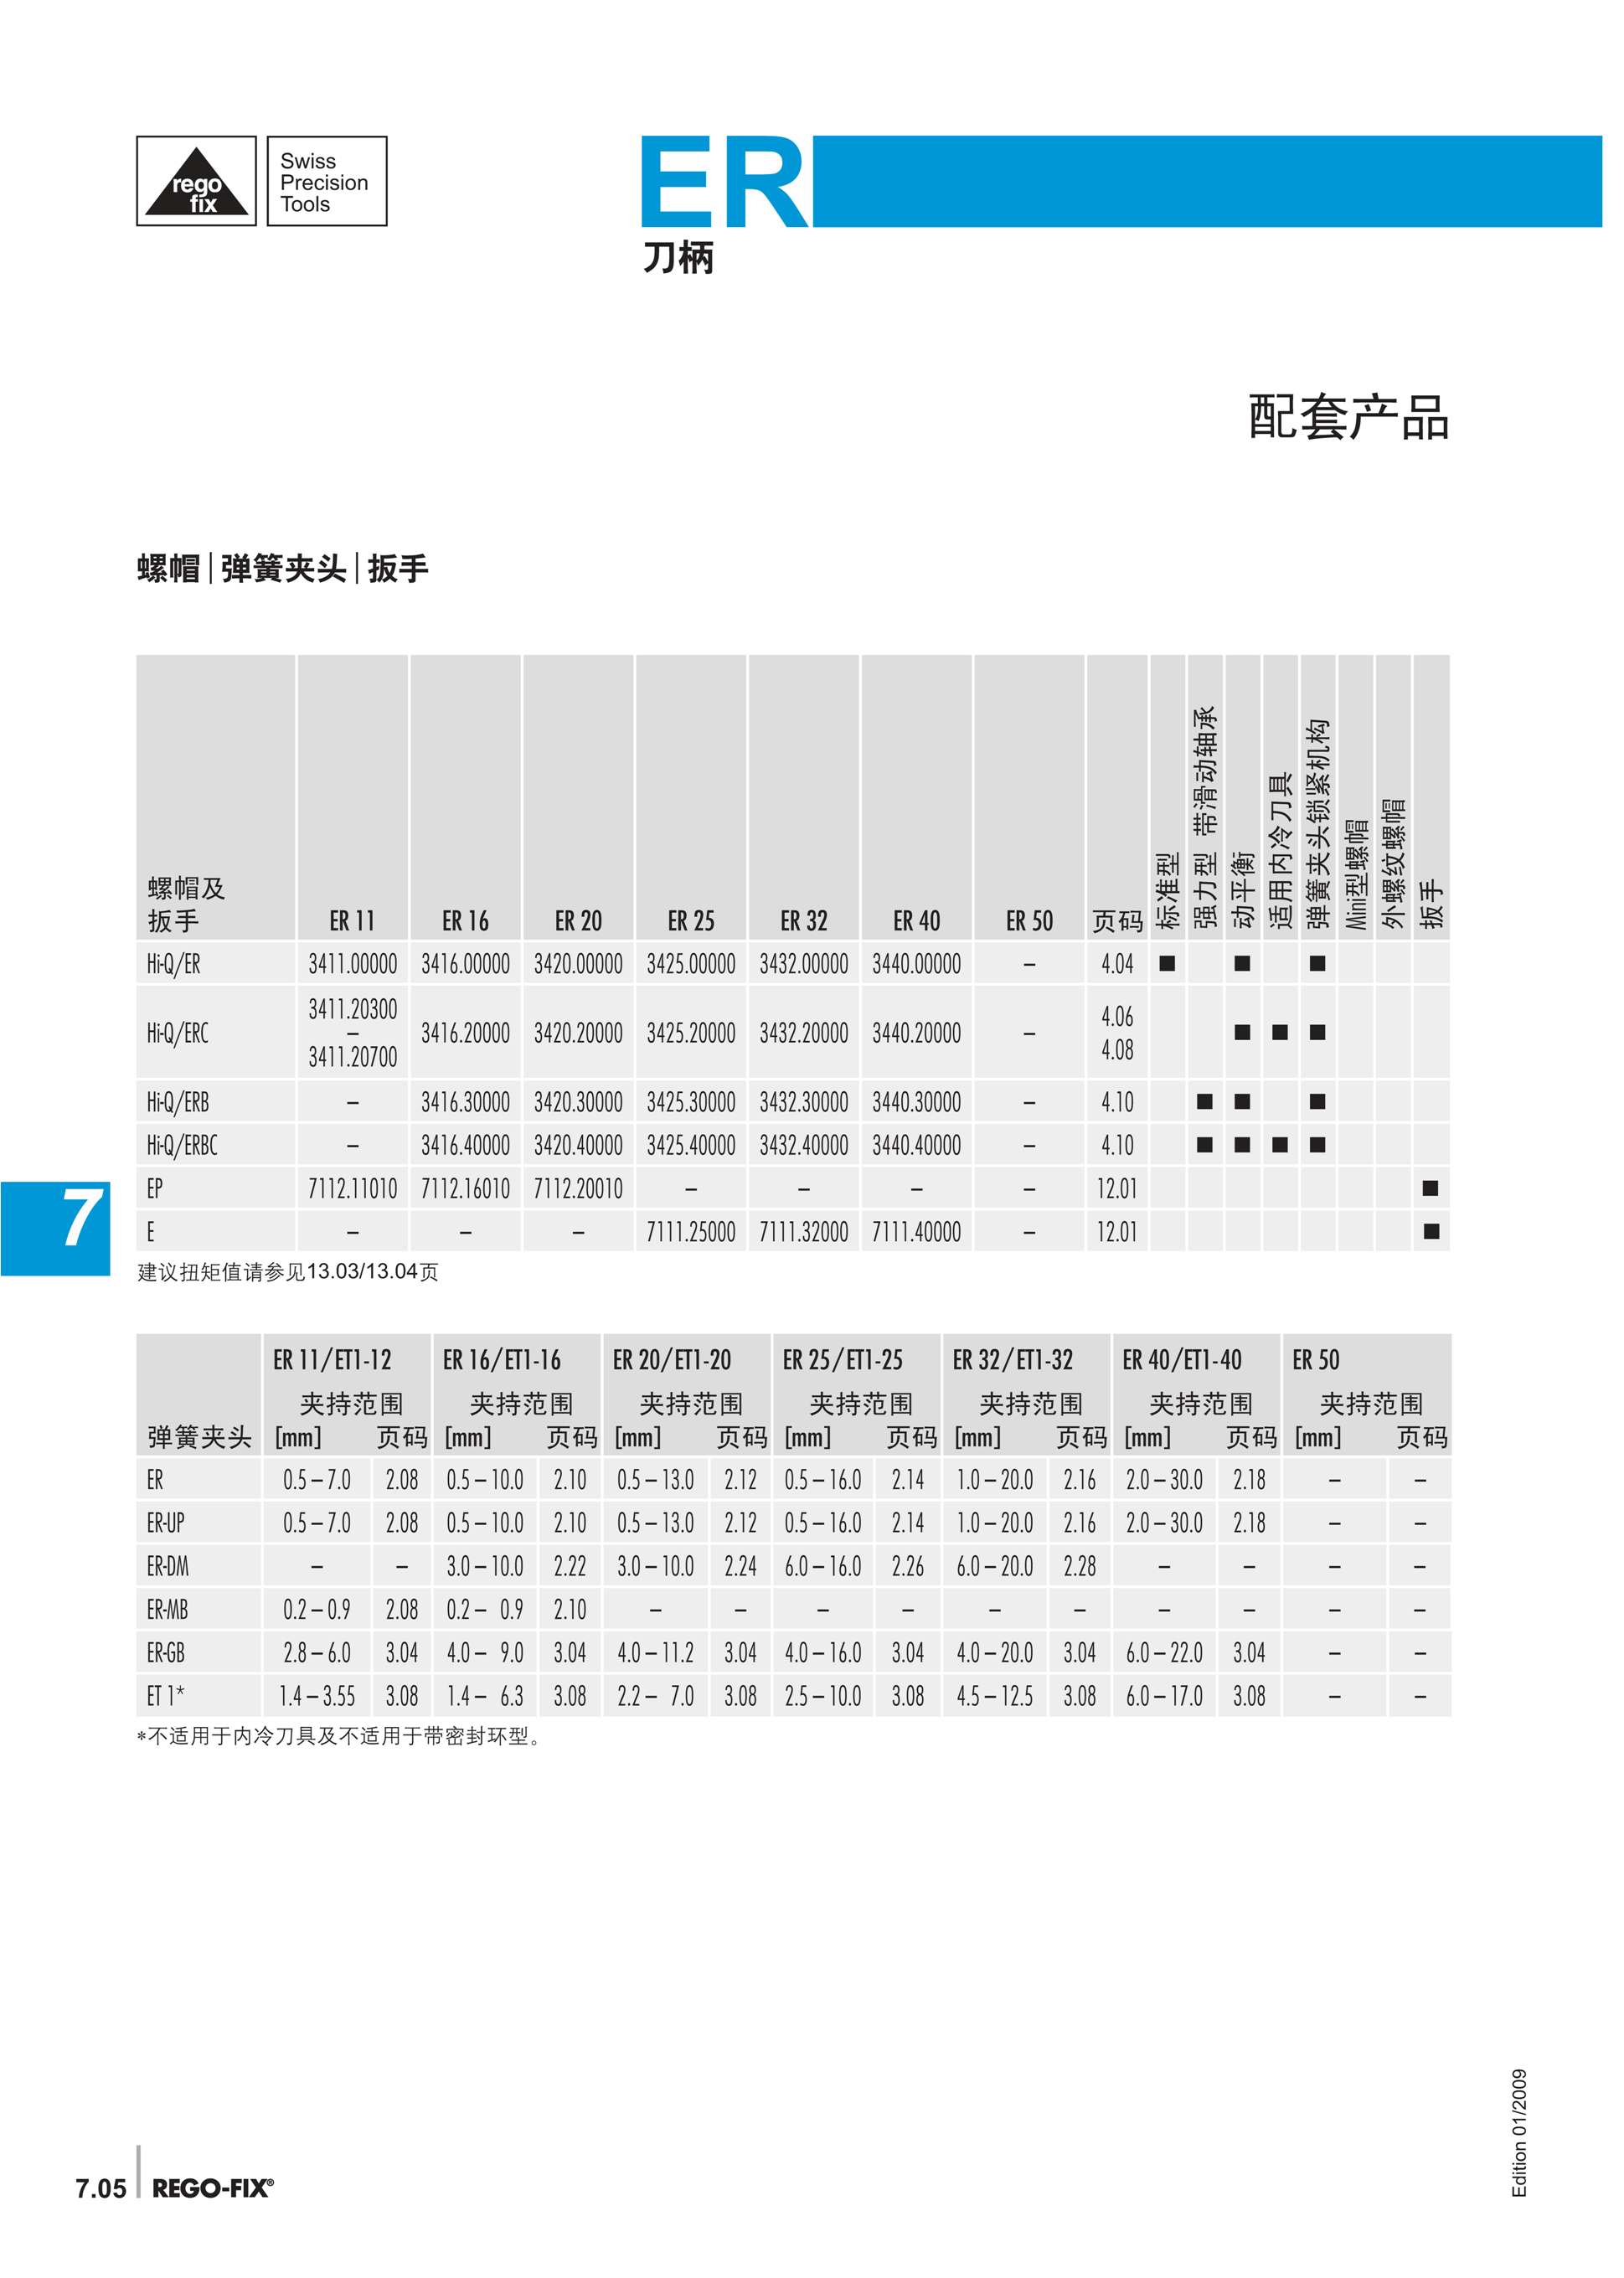 rego
fix
Swiss
Precision
Tools
ER
刀柄
配套产品
螺帽|弹簧夹头|扳手
螺帽及
扳手 ER 11 ER 16 ER 20 ER 25 ER 32 ER 40 ER 50 页码 标准型 强力型 带滑动轴承 动平衡 适用内冷刀具 弹簧夹头锁紧机构 Mini型螺帽 外螺纹螺帽 扳手
Hi-Q/ER 3411.00000 3416.00000 3420.00000 3425.00000 3432.00000 3440.00000 – 4.04 ■ ■ ■
Hi-Q/ERC 3411.20300 – 3411.20700 3416.20000 3420.20000 3425.20000 3432.20000 3440.20000 – 4.06 4.08 ■ ■ ■
Hi-Q/ERB – 3416.30000 3420.30000 3425.30000 3432.30000 3440.30000 – 4.10 ■ ■ ■
Hi-Q/ERBC – 3416.40000 3420.40000 3425.40000 3432.40000 3440.40000 – 4.10 ■ ■ ■ ■
EP 7112.11010 7112.16010 7112.20010 – – – – 12.01 ■
E – – – 7111.25000 7111.32000 7111.40000 – 12.01 ■
建议扭矩值请参见13.03/13.04页
7
ER 11/ET1-12 ER 16/ET1-16 ER 20/ET1-20 ER 25/ET1-25 ER 32/ET1-32 ER 40/ET1-40 ER 50
夹持范围 夹持范围 夹持范围 夹持范围 夹持范围 夹持范围 夹持范围
弹簧夹头 [mm] 页码 [mm] 页码 [mm] 页码 [mm] 页码 [mm] 页码 [mm] 页码 [mm] 页码
ER 0.5–7.0 2.08 0.5–10.0 2.10 0.5–13.0 2.12 0.5–16.0 2.14 1.0–20.0 2.16 2.0–30.0 2.18 – –
ER-UP 0.5–7.0 2.08 0.5–10.0 2.10 0.5–13.0 2.12 0.5–16.0 2.14 1.0–20.0 2.16 2.0–30.0 2.18 – –
ER-DM – – 3.0–10.0 2.22 3.0–10.0 2.24 6.0–16.0 2.26 6.0–20.0 2.28 – – – –
ER-MB 0.2–0.9 2.08 0.2– 0.9 2.10 – – – – – – – – – –
ER-GB 2.8–6.0 3.04 4.0– 9.0 3.04 4.0–11.2 3.04 4.0–16.0 3.04 4.0–20.0 3.04 6.0–22.0 3.04 – –
ET 1* 1.4–3.55 3.08 1.4– 6.3 3.08 2.2– 7.0 3.08 2.5–10.0 3.08 4.5–12.5 3.08 6.0–17.0 3.08 – –
*不适用于内冷刀具及不适用于带密封环型。
Edition 01/2009
7.05 REGO-FIX®